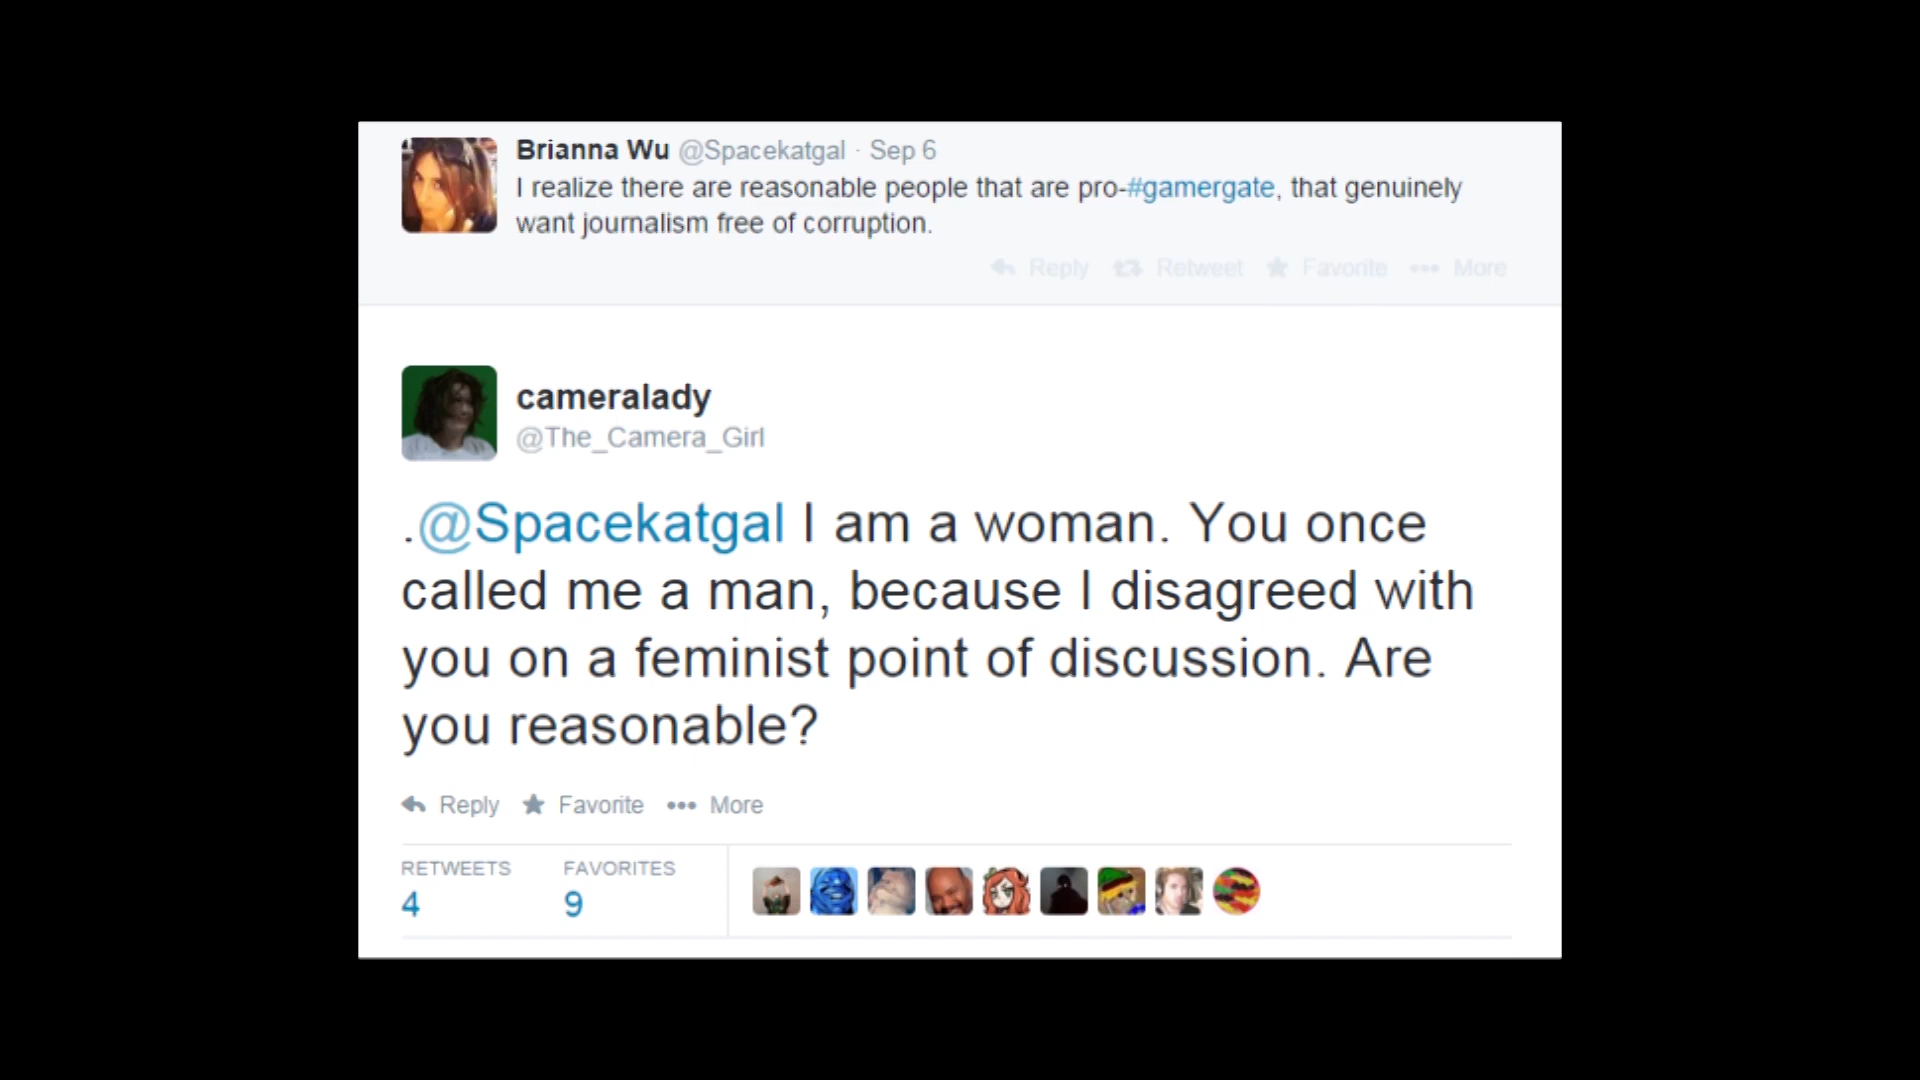 Brianna Wu @Spacekatgal · Sep 6
I realize there are reasonable people that are pro-#gamergate, that genuinely
want journalism free of corruption.
Reply Retweet Favorite More
cameralady
@The_Camera_Girl
.@Spacekatgal I am a woman. You once
called me a man, because I disagreed with
you on a feminist point of discussion. Are
you reasonable?
Reply Favorite More
RETWEETS FAVORITES
4 9